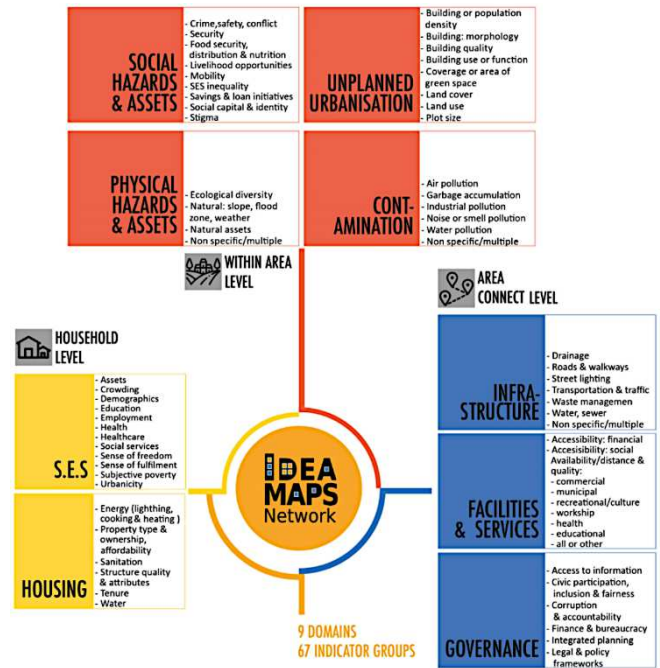 SOCIAL
HAZARDS
& ASSETS
- Crime,safety, conflict
- Security
- Food security,
distribution & nutrition
- Livelihood opportunities
- Mobility
- SES inequality
- Savings & loan initiatives
- Social capital & identity
- Stigma
UNPLANNED
URBANISATION
- Building or population
density
- Building: morphology
- Building quality
- Building use or function
- Coverage or area of
green space
- Land cover
- Land use
- Plot size
PHYSICAL
HAZARDS
& ASSETS
- Ecological diversity
- Natural: slope, flood
zone, weather
- Natural assets
- Non specific/multiple
CONT-
AMINATION
- Air pollution
- Garbage accumulation
- Industrial pollution
- Noise or smell pollution
- Water pollution
- Non specific/multiple
WITHIN AREA
LEVEL
AREA
CONNECT LEVEL
HOUSEHOLD
LEVEL
S.E.S
- Assets
- Crowding
- Demographics
- Education
- Employment
- Health
- Healthcare
- Social services
- Sense of freedom
- Sense of fulfilment
- Subjective poverty
- Urbanicity
HOUSING
- Energy (lighthing,
cooking & heating )
- Property type &
ownership,
affordability
- Sanitation
- Structure quality
& attributes
- Tenure
- Water
IDEA
MAPS
Network
INFRA-
STRUCTURE
- Drainage
- Roads & walkways
- Street lighting
- Transportation & traffic
- Waste managemen
- Water, sewer
- Non specific/multiple
FACILITIES
& SERVICES
- Accessibility: financial
- Accesisibility: social
Availability/distance &
quality:
- commercial
- municipal
- recreational/culture
- workship
- health
- educational
- all or other
GOVERNANCE
- Access to information
- Civic participation,
inclusion & fairness
- Corruption
& accountability
- Finance & bureaucracy
- Integrated planning
- Legal & policy
frameworks
9 DOMAINS
67 INDICATOR GROUPS